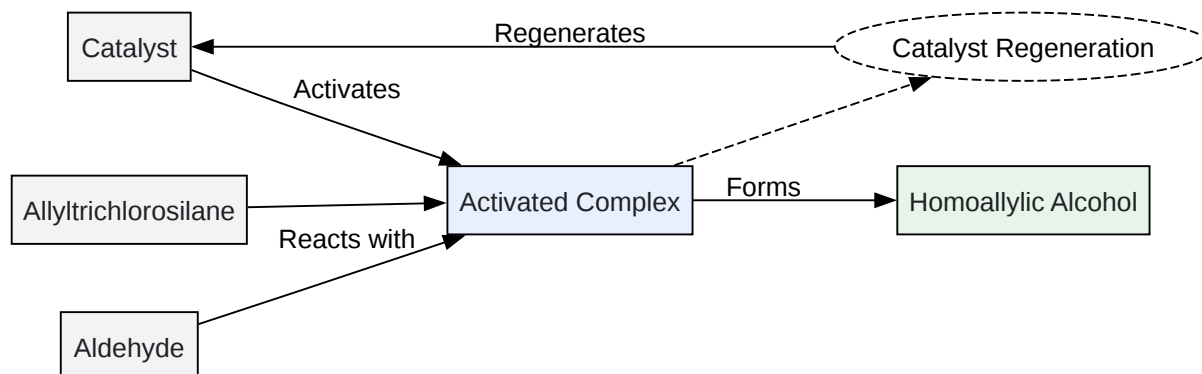 Catalyst
Regenerates
Catalyst Regeneration
Activates
Allyltrichlorosilane
Activated Complex
Forms
Homoallylic Alcohol
Reacts with
Aldehyde